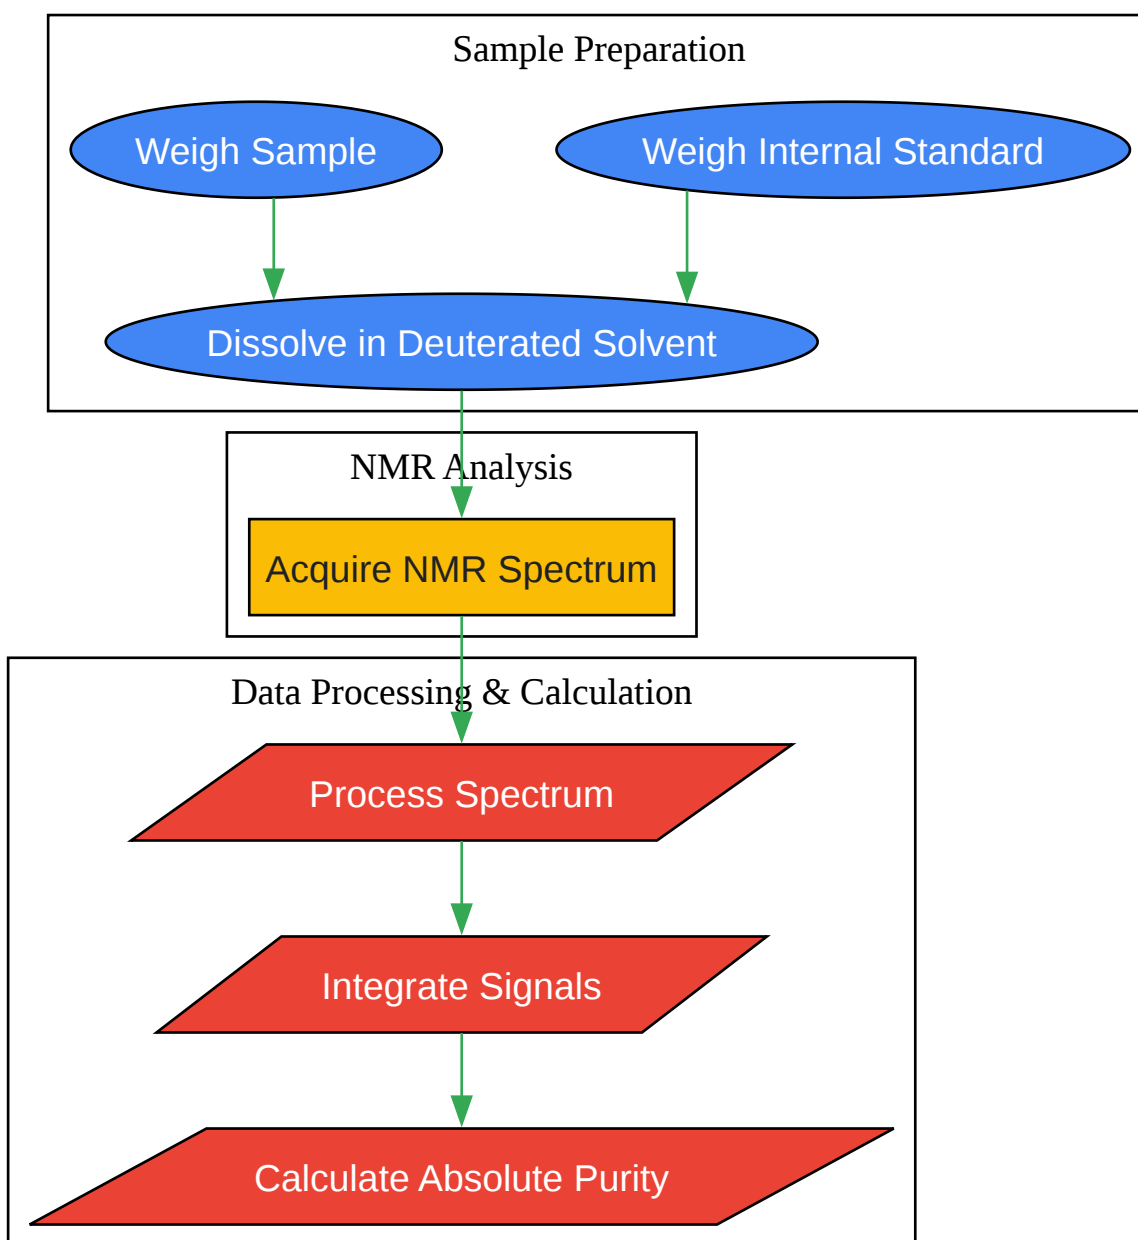 Sample Preparation
Weigh Sample
Weigh Internal Standard
Dissolve in Deuterated Solvent
NMR Analysis
Acquire NMR Spectrum
Data Processing & Calculation
Process Spectrum
Integrate Signals
Calculate Absolute Purity